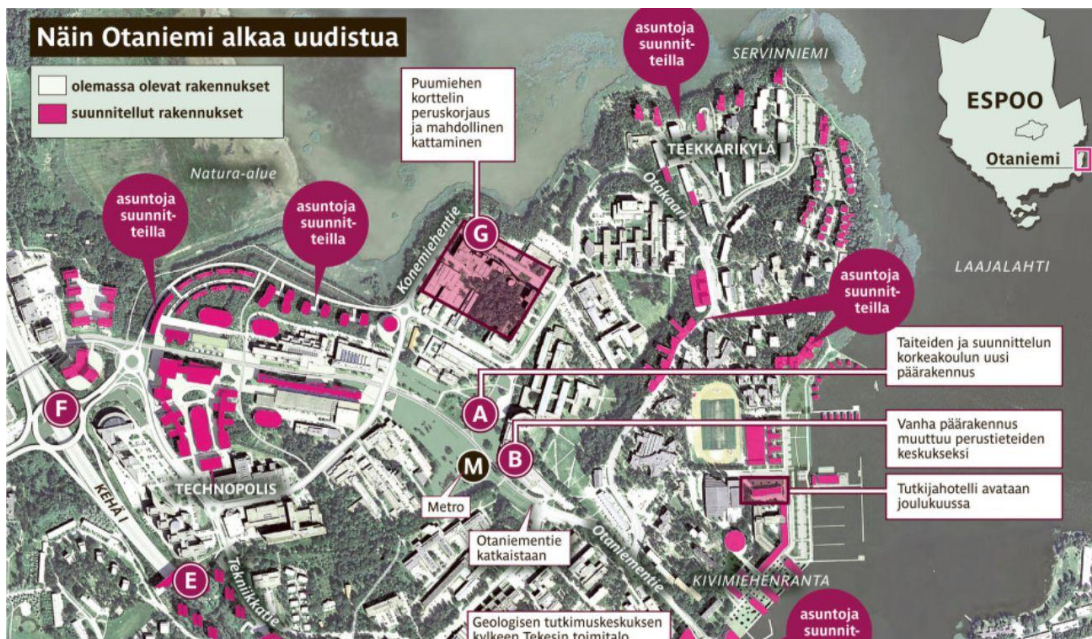 Näin Otaniemi alkaa uudistua
olemassa olevat rakennukset
suunnitellut rakennukset
Puumiehen
korttelin
peruskorjaus
ja mahdollinen
kattaminen
asuntoja
suunnit-
teilla
SERVINNIEMI
ESPOO
Otaniemi
TEEKKARIKYLÄ
Natura-alue
asuntoja
suunnit-
teilla
asuntoja
suunnit-
teilla
Konemiehentie
G
Otakaari
asuntoja
suunnit-
teilla
LAAJALAHTI
Taiteiden ja suunnittelun
korkeakoulun uusi
päärakennus
F
A
Vanha päärakennus
muuttuu perustieteiden
keskukseksi
M
B
TECHNOPOLIS
KEHÄ I
Metro
Tutkijahotelli avataan
joulukuussa
Otaniementie
katkaistaan
Otaniementie
E
Tekniikkatie
KIVIMIEHENRANTA
Geologisen tutkimuskeskuksen
kylkeen Tekesin toimitalo
asuntoja
suunnit-